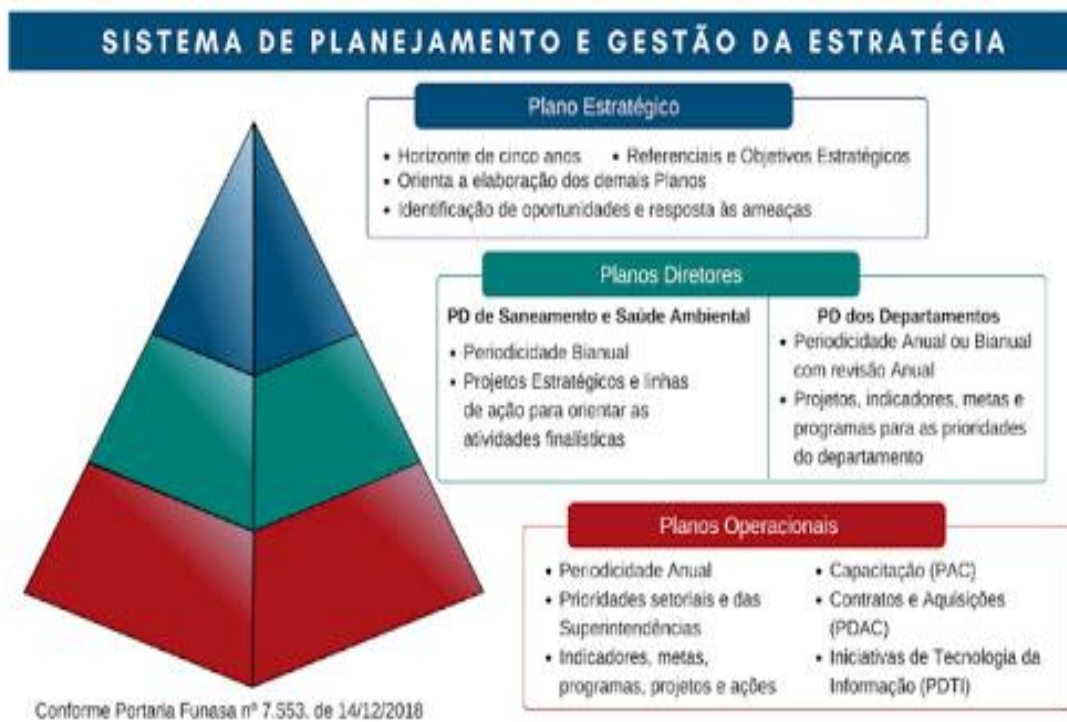 SISTEMA DE PLANEJAMENTO E GESTÃO DA ESTRATÉGIA
Plano Estratégico
• Horizonte de cinco anos • Referenciais e Objetivos Estratégicos
• Orienta a elaboração dos demais Planos
• Identificação de oportunidades e resposta às ameaças
Planos Diretores
PD de Saneamento e Saúde Ambiental
• Periodicidade Bianual
• Projetos Estratégicos e linhas
de ação para orientar as
atividades finalísticas
PD dos Departamentos
• Periodicidade Anual ou Bianual
com revisão Anual
• Projetos, indicadores, metas e
programas para as prioridades
do departamento
Planos Operacionais
• Periodicidade Anual
• Prioridades setoriais e das
Superintendências
• Indicadores, metas,
programas, projetos e ações
• Capacitação (PAC)
• Contratos e Aquisições
(PDAC)
• Iniciativas de Tecnologia da
Informação (PDTI)
Conforme Portaria Funasa nº 7.553, de 14/12/2018